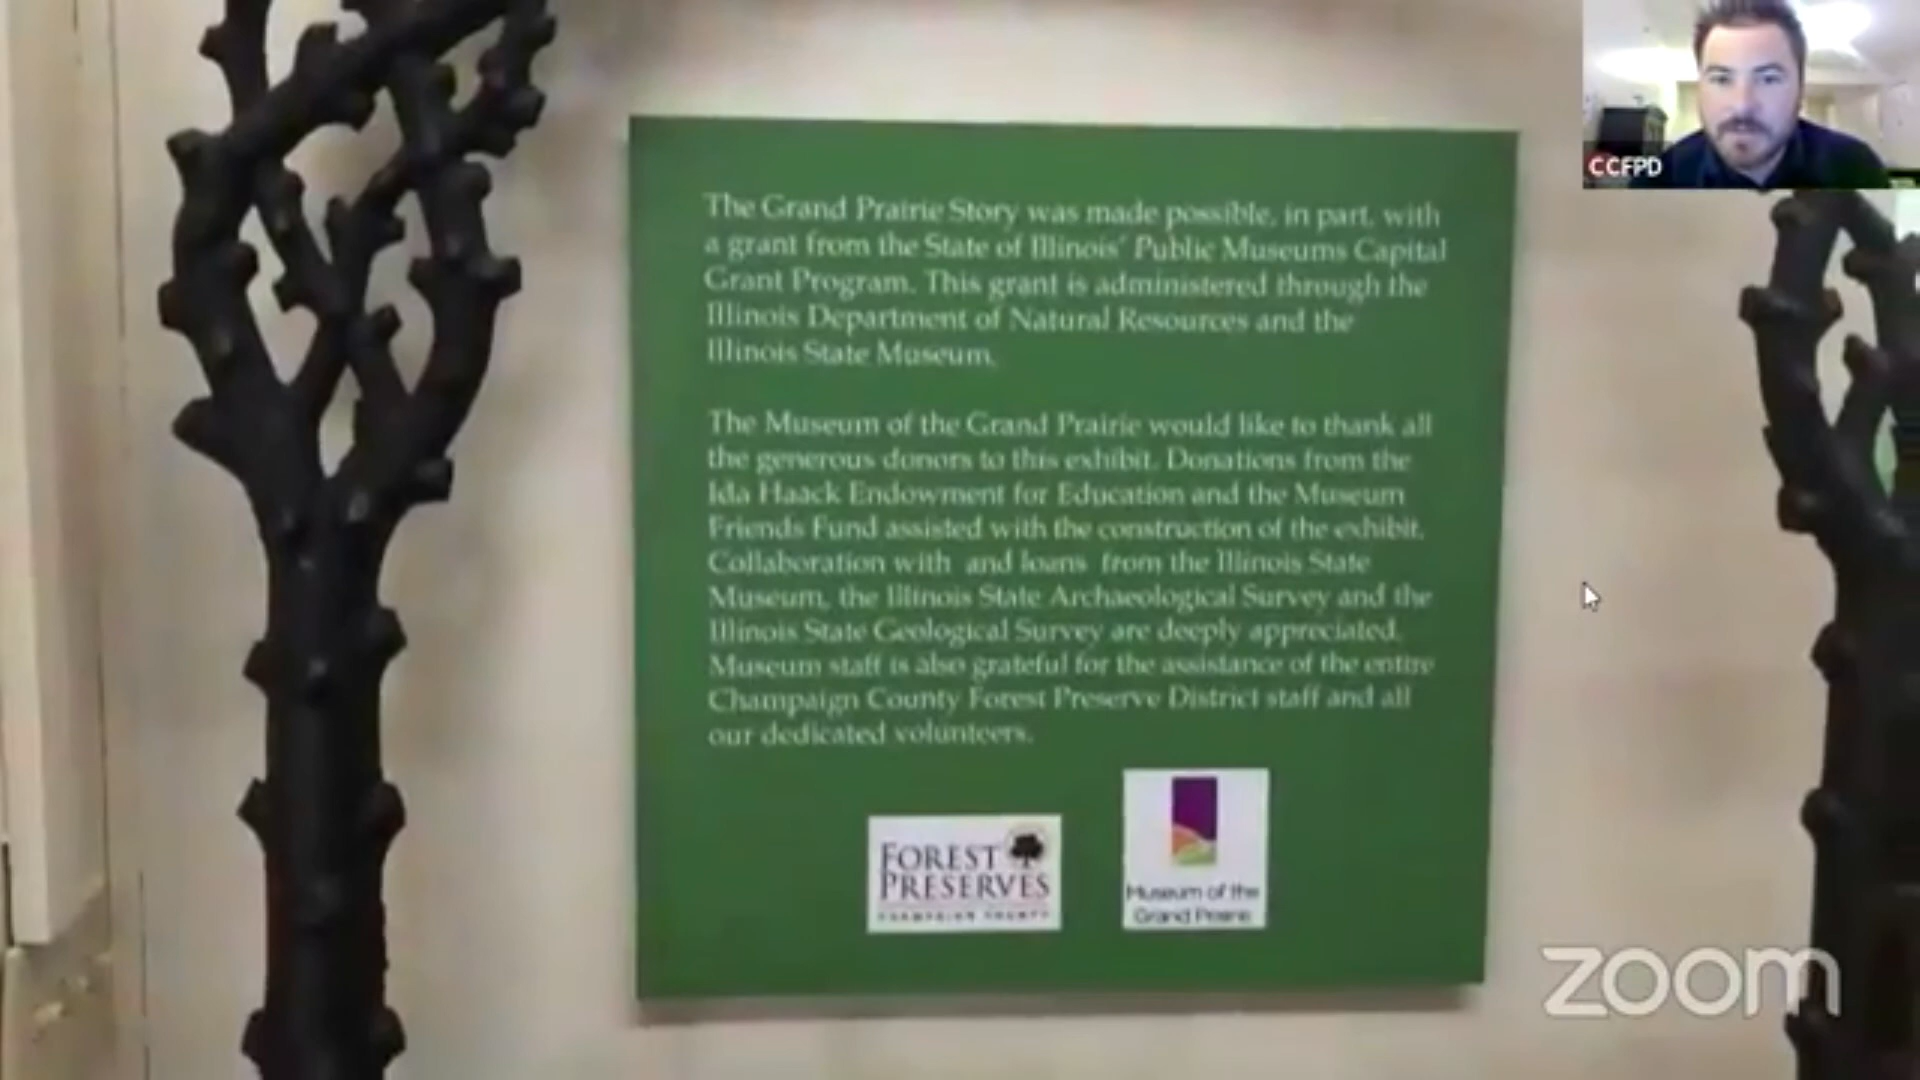 CCFPD
The Grand Prairie Story was made possible, in part, with
a grant from the State of Illinois' Public Museums Capital
Grant Program. This grant is administered through the
Illinois Department of Natural Resources and the
Illinois State Museum.
The Museum of the Grand Prairie would like to thank all
the generous donors to this exhibit. Donations from the
Ida Haack Endowment for Education and the Museum
Friends Fund assisted with the construction of the exhibit.
Collaboration with and loans from the Illinois State
Museum, the Illinois State Archaeological Survey and the
Illinois State Geological Survey are deeply appreciated.
Museum staff is also grateful for the assistance of the entire
Champaign County Forest Preserve District staff and all
our dedicated volunteers.
FOREST
PRESERVES
CHAMPAIGN COUNTY
Museum of the
Grand Prairie
zoom